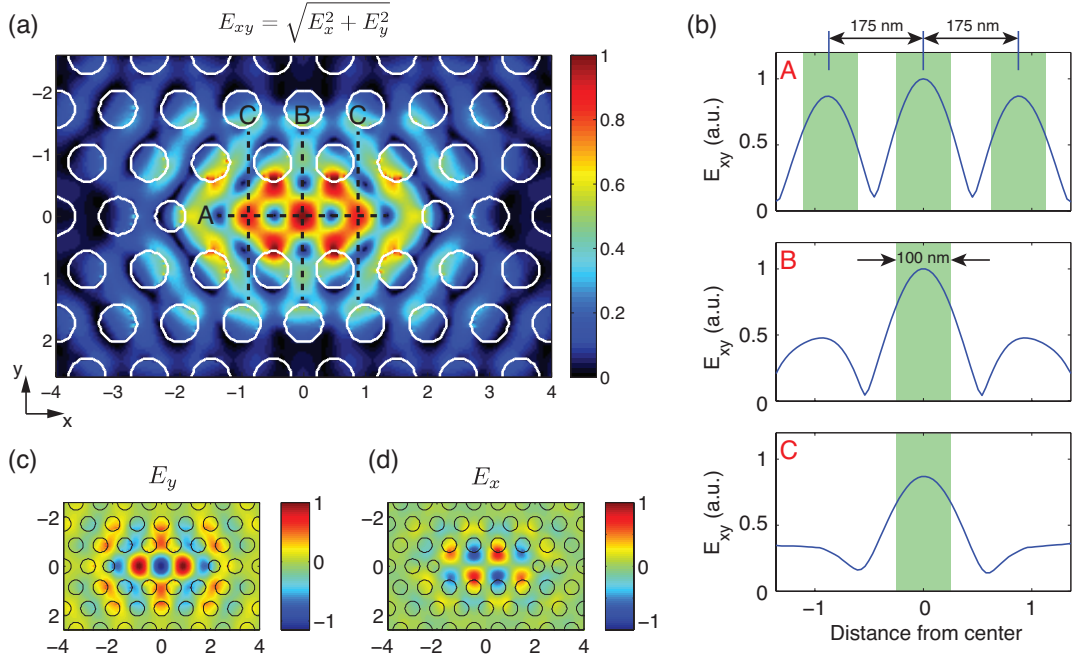 (a)
E_{xy} = \sqrt{E_x^2 + E_y^2}
1
0.8
0.6
0.4
0.2
0
−2
−1
0
1
2
−4 −3 −2 −1 0 1 2 3 4
C B C
A
y
x
(b)
175 nm 175 nm
A
1
0.5
0
E_{xy} (a.u.)
B
100 nm
1
0.5
0
E_{xy} (a.u.)
C
1
0.5
0
E_{xy} (a.u.)
−1 0 1
Distance from center
(c)
E_y
−2
0
2
−4 −2 0 2 4
1
0
−1
(d)
E_x
−2
0
2
−4 −2 0 2 4
1
0
−1